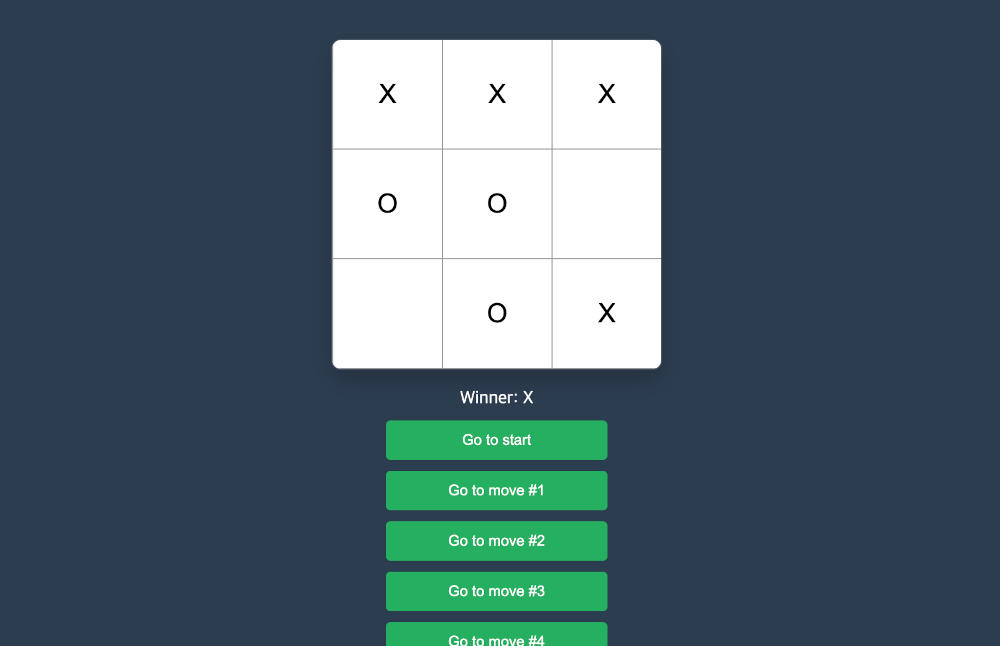 X X X
O O
O X
Winner: X
Go to start
Go to move #1
Go to move #2
Go to move #3
Go to move #4